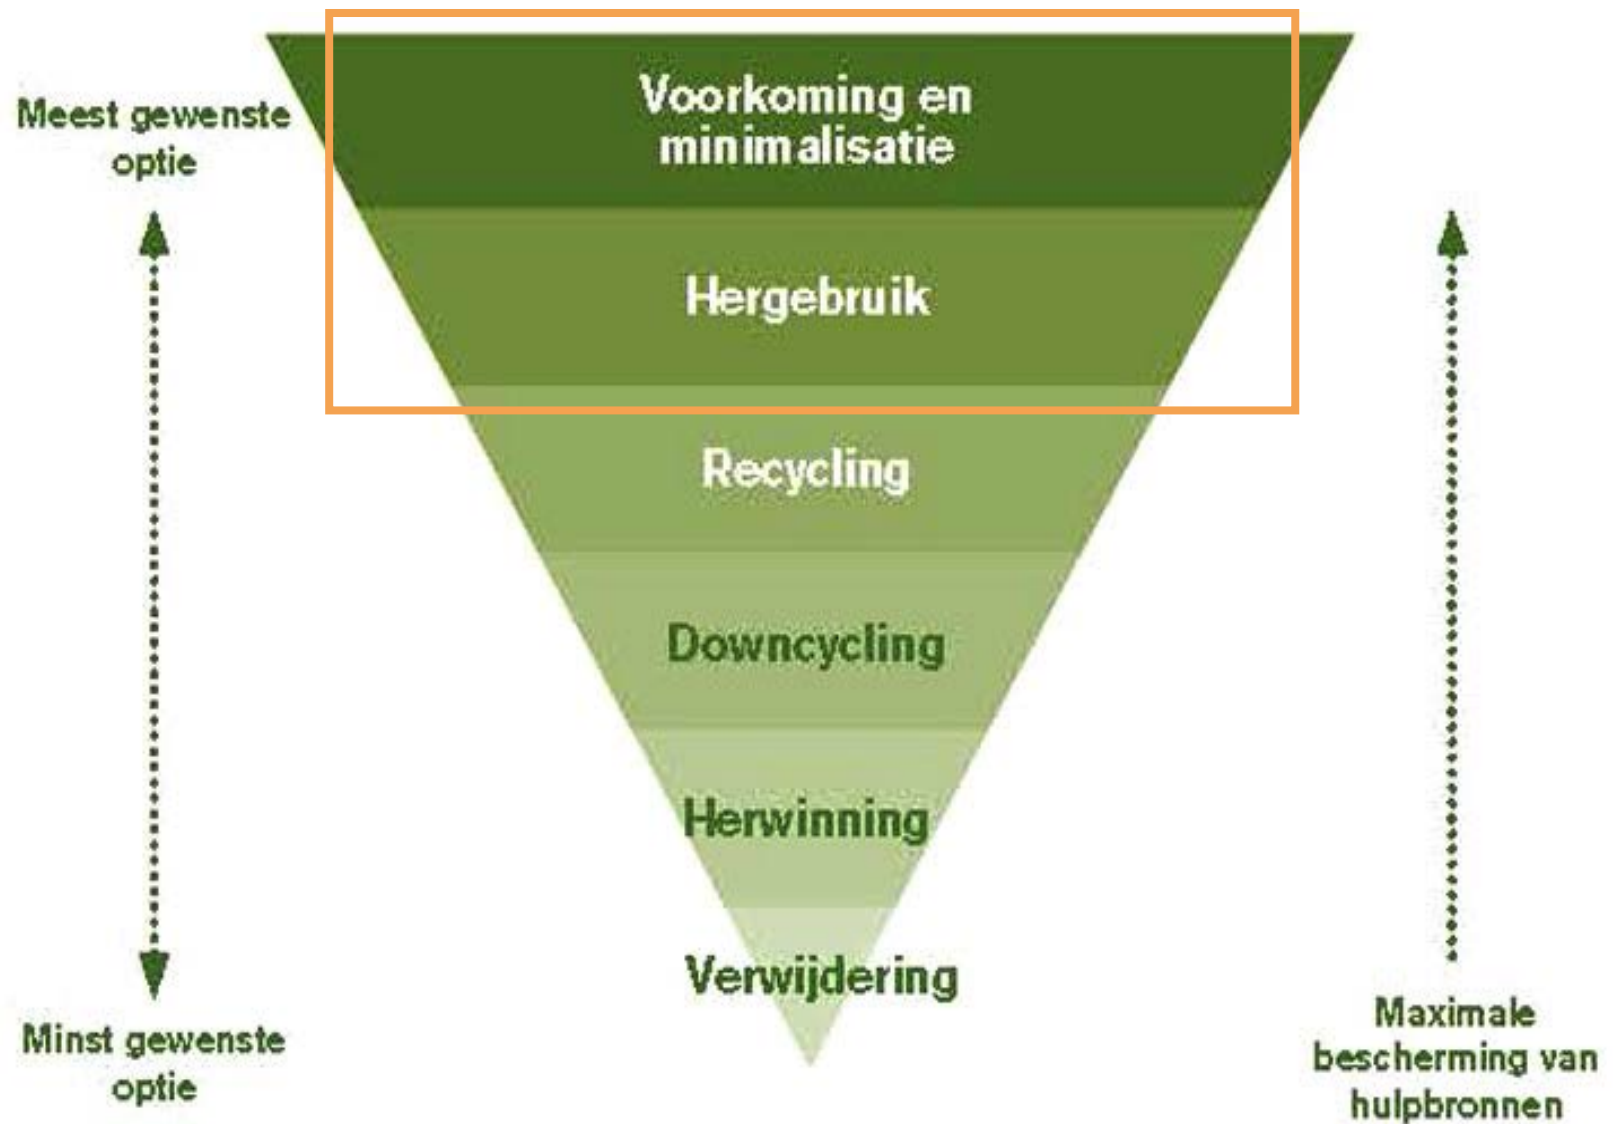 Voorkoming en
minimalisatie
Meest gewenste
optie
Hergebruik
Recycling
Downcycling
Herwinning
Verwijdering
Minst gewenste
optie
Maximale
bescherming van
hulpbronnen